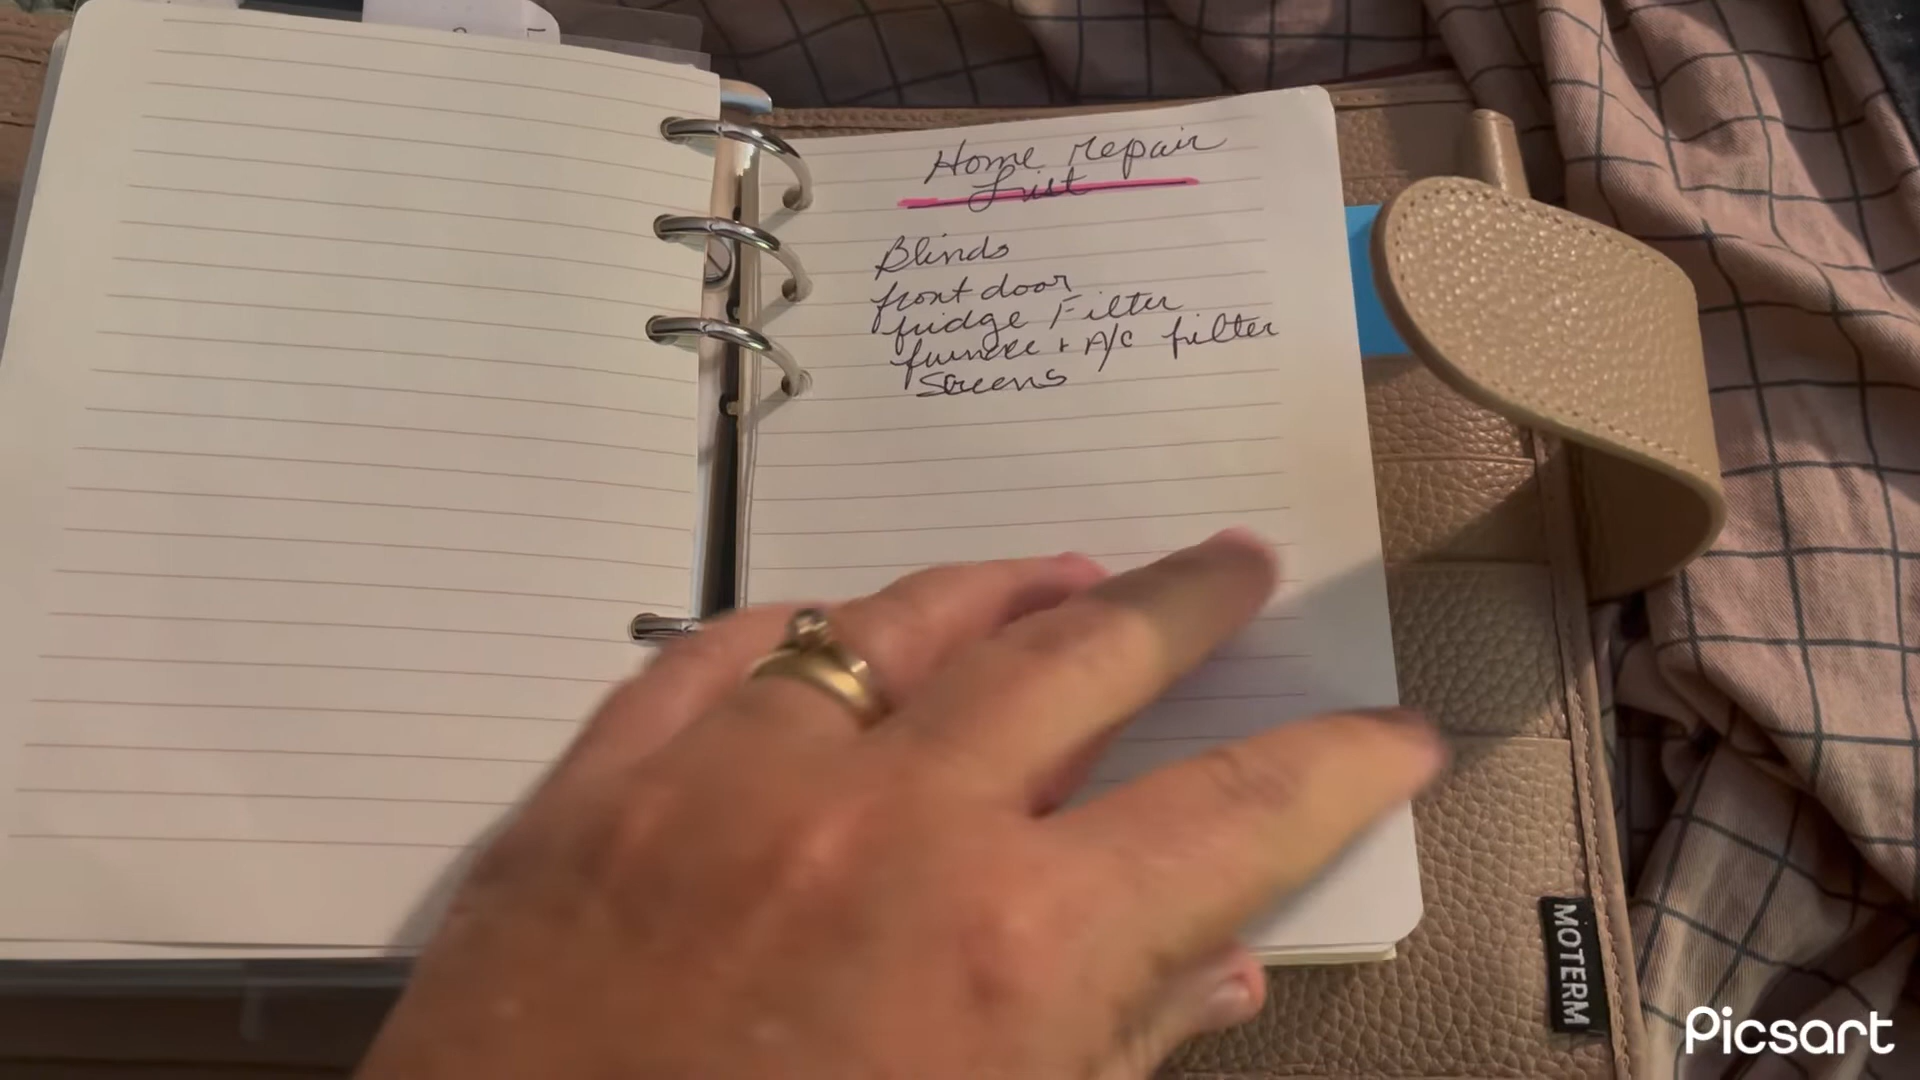 Home repair
List
Blinds
front door
fridge Filter
furnace + A/C filter
Screens
MOTERM
Picsart